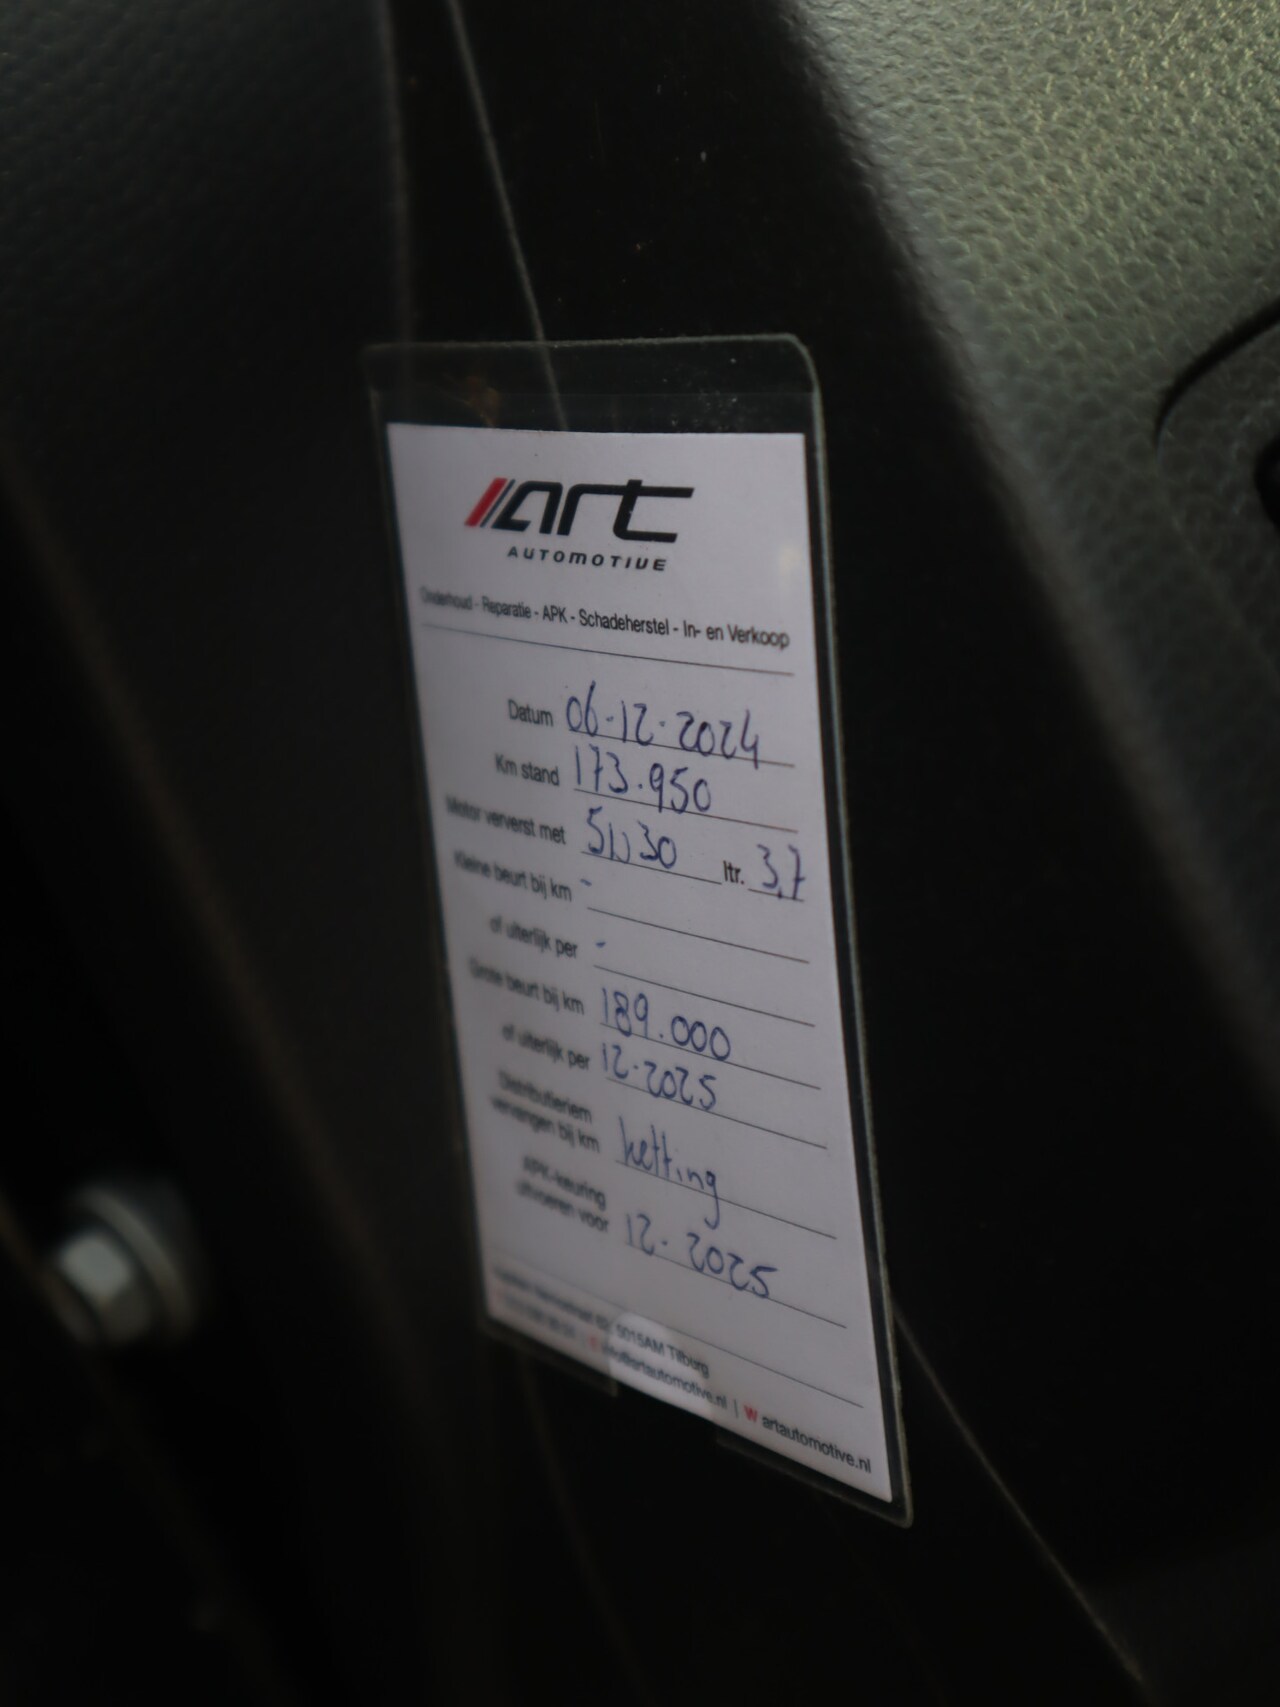 art
AUTOMOTIVE
Onderhoud - Reparatie - APK - Schadeherstel - In- en Verkoop
Datum 06-12-2024
Km stand 173.950
Motor ververst met 5W30 ltr. 3,7
Kleine beurt bij km -
of uiterlijk per -
Grote beurt bij km 189.000
of uiterlijk per 12-2025
Distributieriem
vervangen bij km ketting
APK-keuring
uitvoeren voor 12-2025
5015AM Tilburg
info@artautomotive.nl | W artautomotive.nl